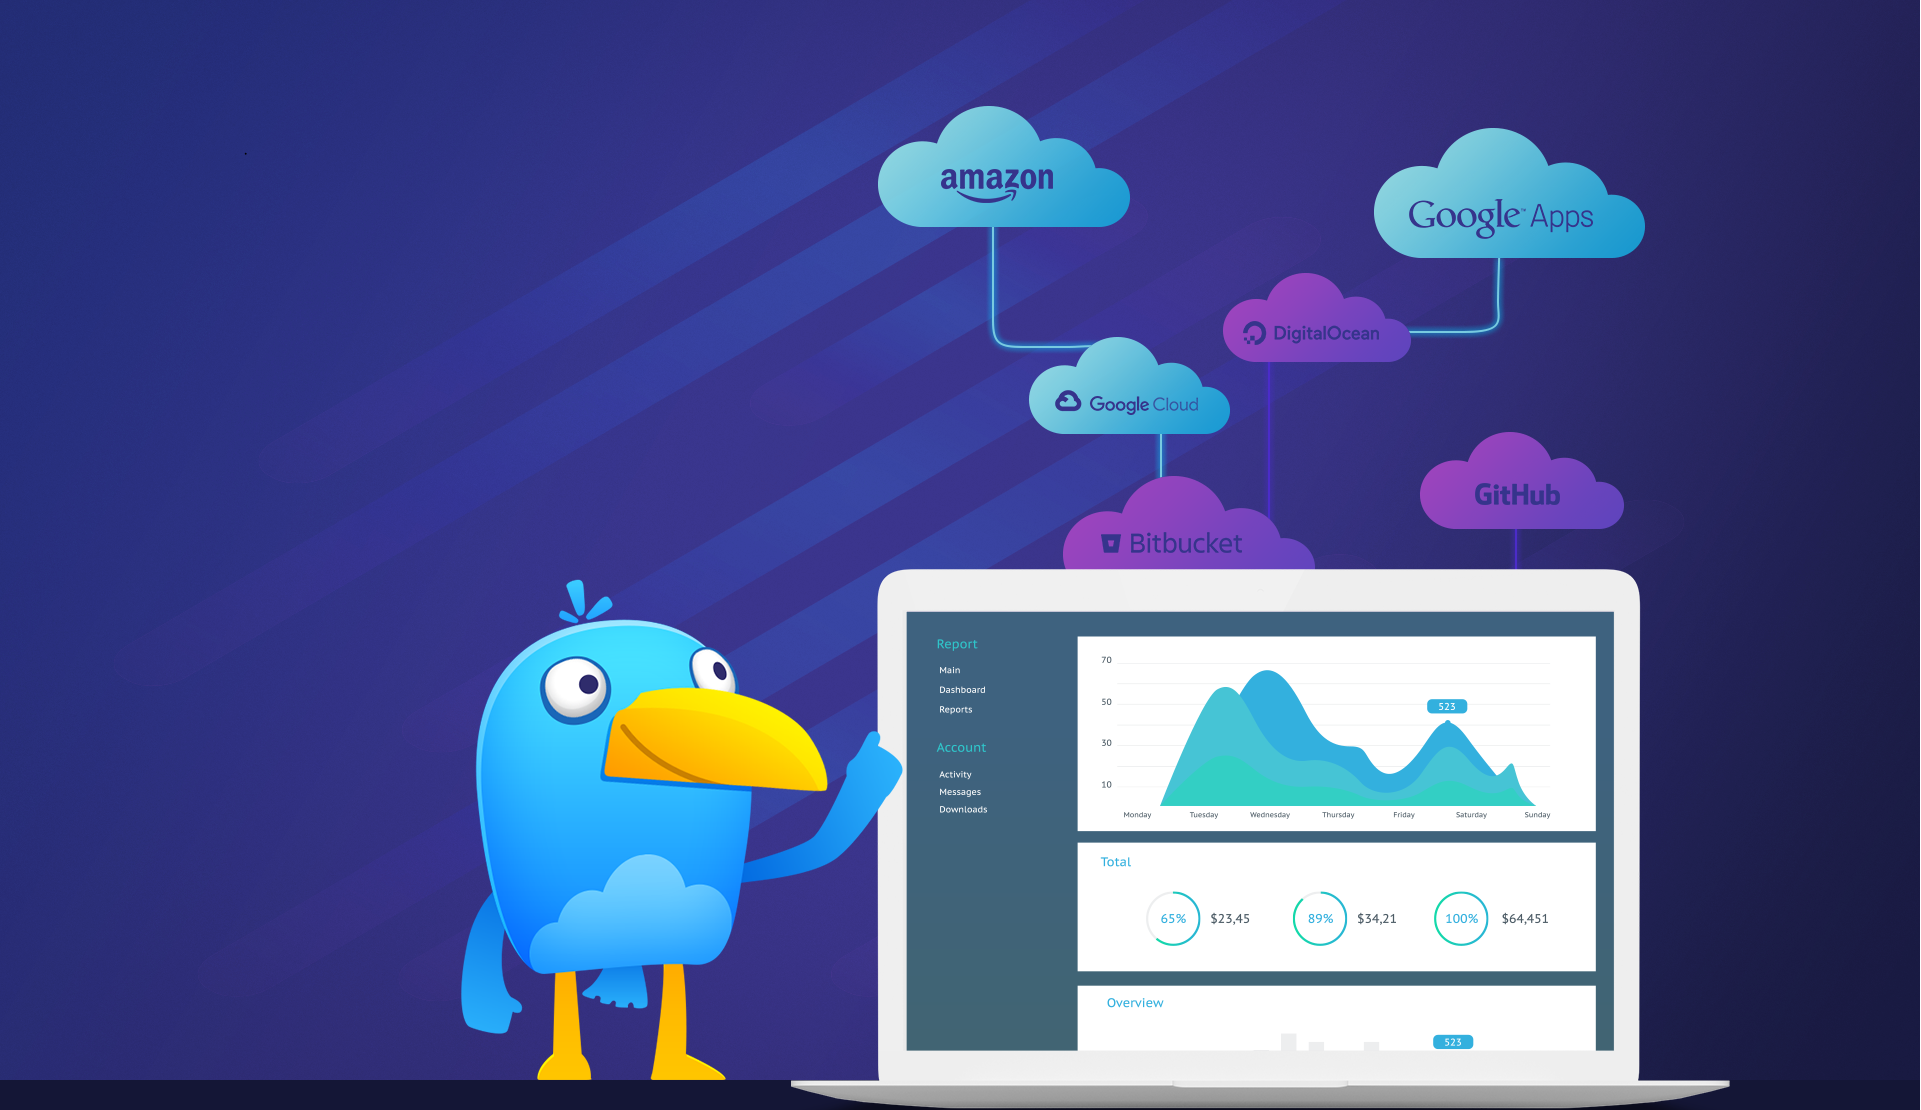 amazon
Google™ Apps
DigitalOcean
Google Cloud
GitHub
Bitbucket
Report
Main
Dashboard
Reports
Account
Activity
Messages
Downloads
70
50
30
10
523
Monday Tuesday Wednesday Thursday Friday Saturday Sunday
Total
65% $23,45 89% $34,21 100% $64,451
Overview
523